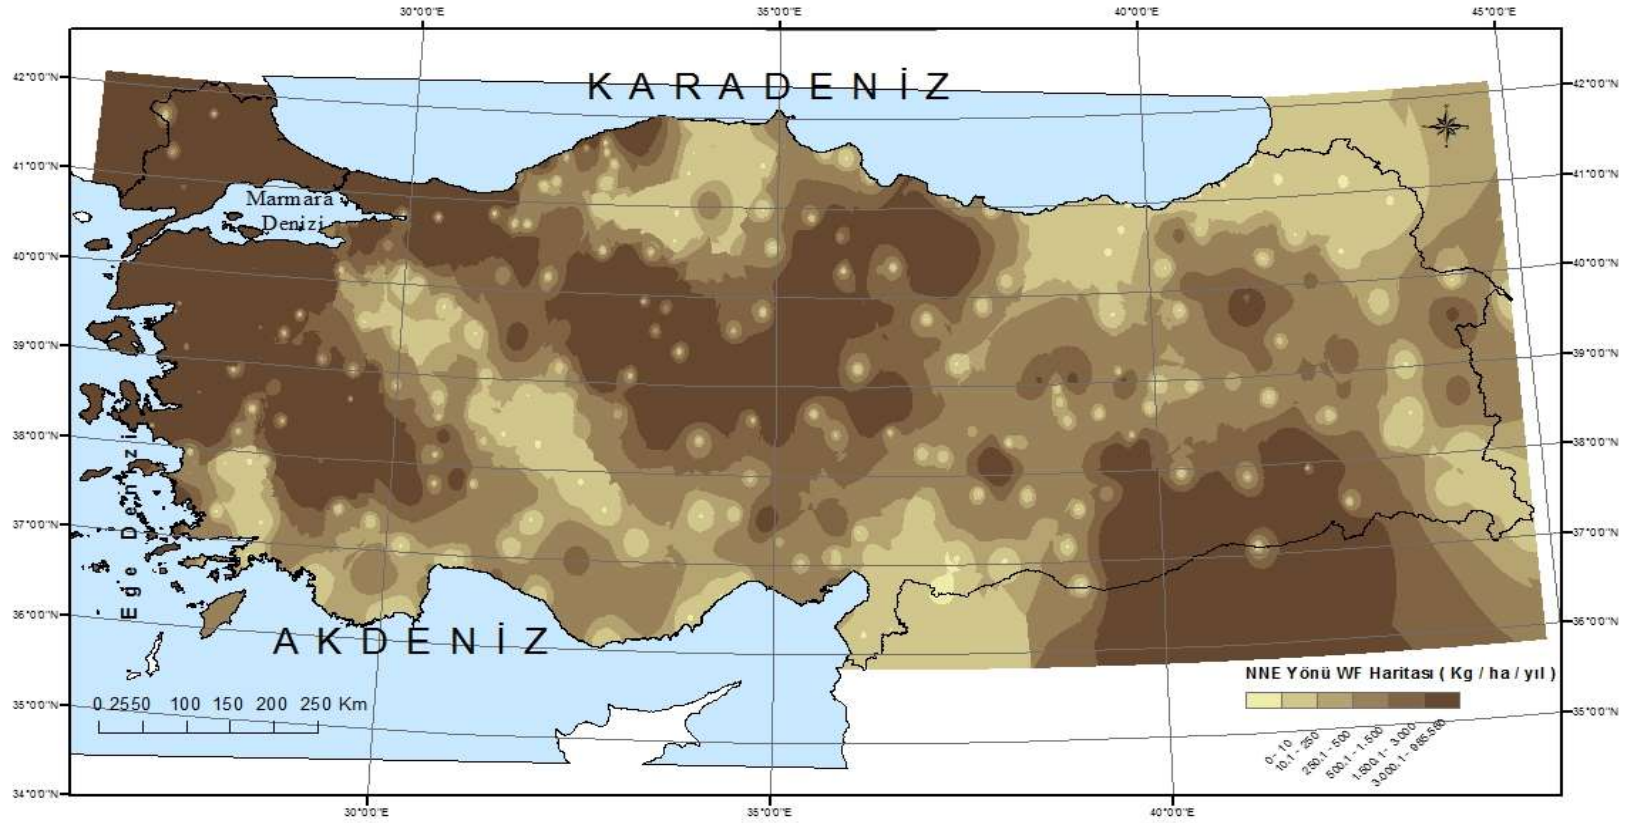 30°0'0"E 35°0'0"E 40°0'0"E 45°0'0"E
42°0'0"N 42°0'0"N
KARADENİZ
41°0'0"N 41°0'0"N
Marmara
Denizi
40°0'0"N 40°0'0"N
39°0'0"N 39°0'0"N
38°0'0"N 38°0'0"N
Ege Denizi
37°0'0"N 37°0'0"N
36°0'0"N 36°0'0"N
AKDENİZ
NNE Yönü WF Haritası ( Kg / ha / yıl )
0 2550 100 150 200 250 Km
35°0'0"N 35°0'0"N
0 - 10
10,1 - 250
250,1 - 500
500,1 - 1.500
1.500,1 - 3.000
34°0'0"N
30°0'0"E 35°0'0"E 40°0'0"E